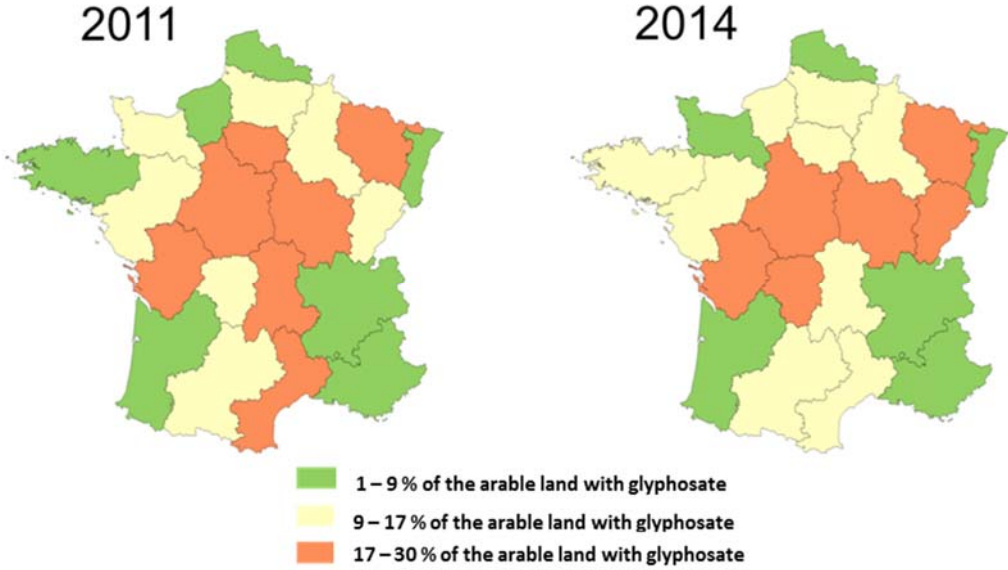 2011
2014
1 – 9 % of the arable land with glyphosate
9 – 17 % of the arable land with glyphosate
17 – 30 % of the arable land with glyphosate